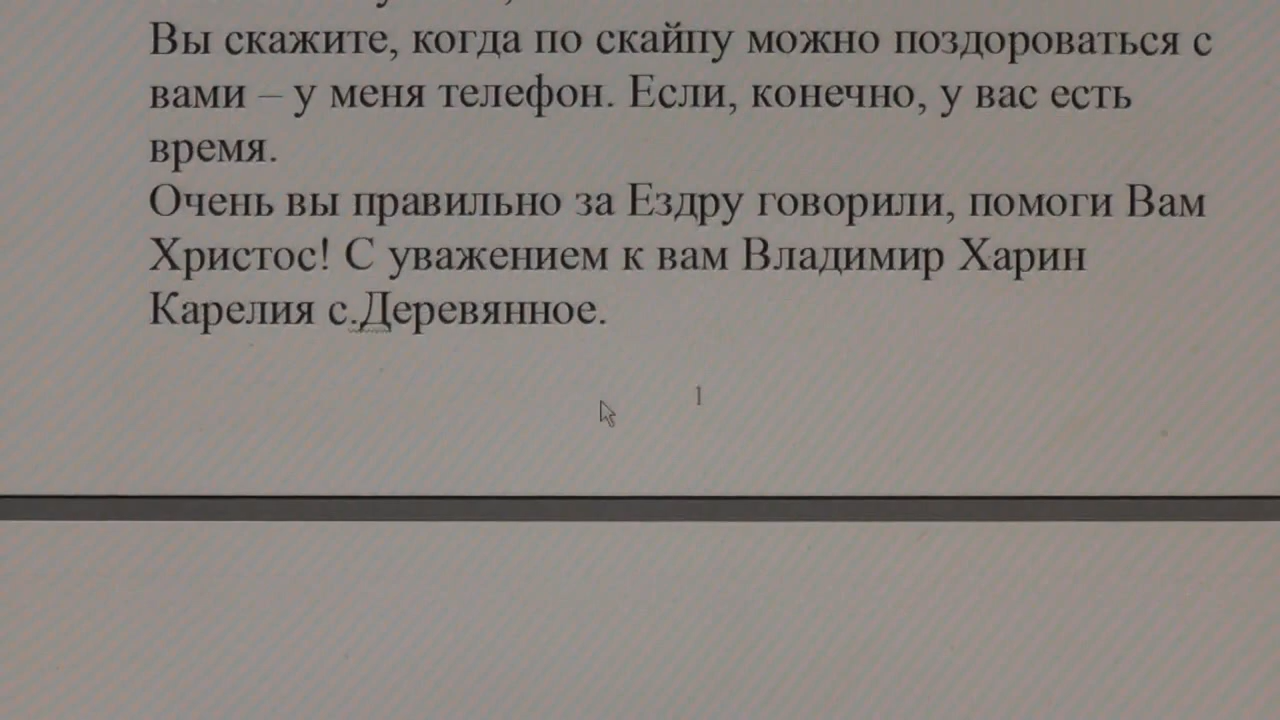 Вы скажите, когда по скайпу можно поздороваться с
вами – у меня телефон. Если, конечно, у вас есть
время.
Очень вы правильно за Ездру говорили, помоги Вам
Христос! С уважением к вам Владимир Харин
Карелия с.Деревянное.
1